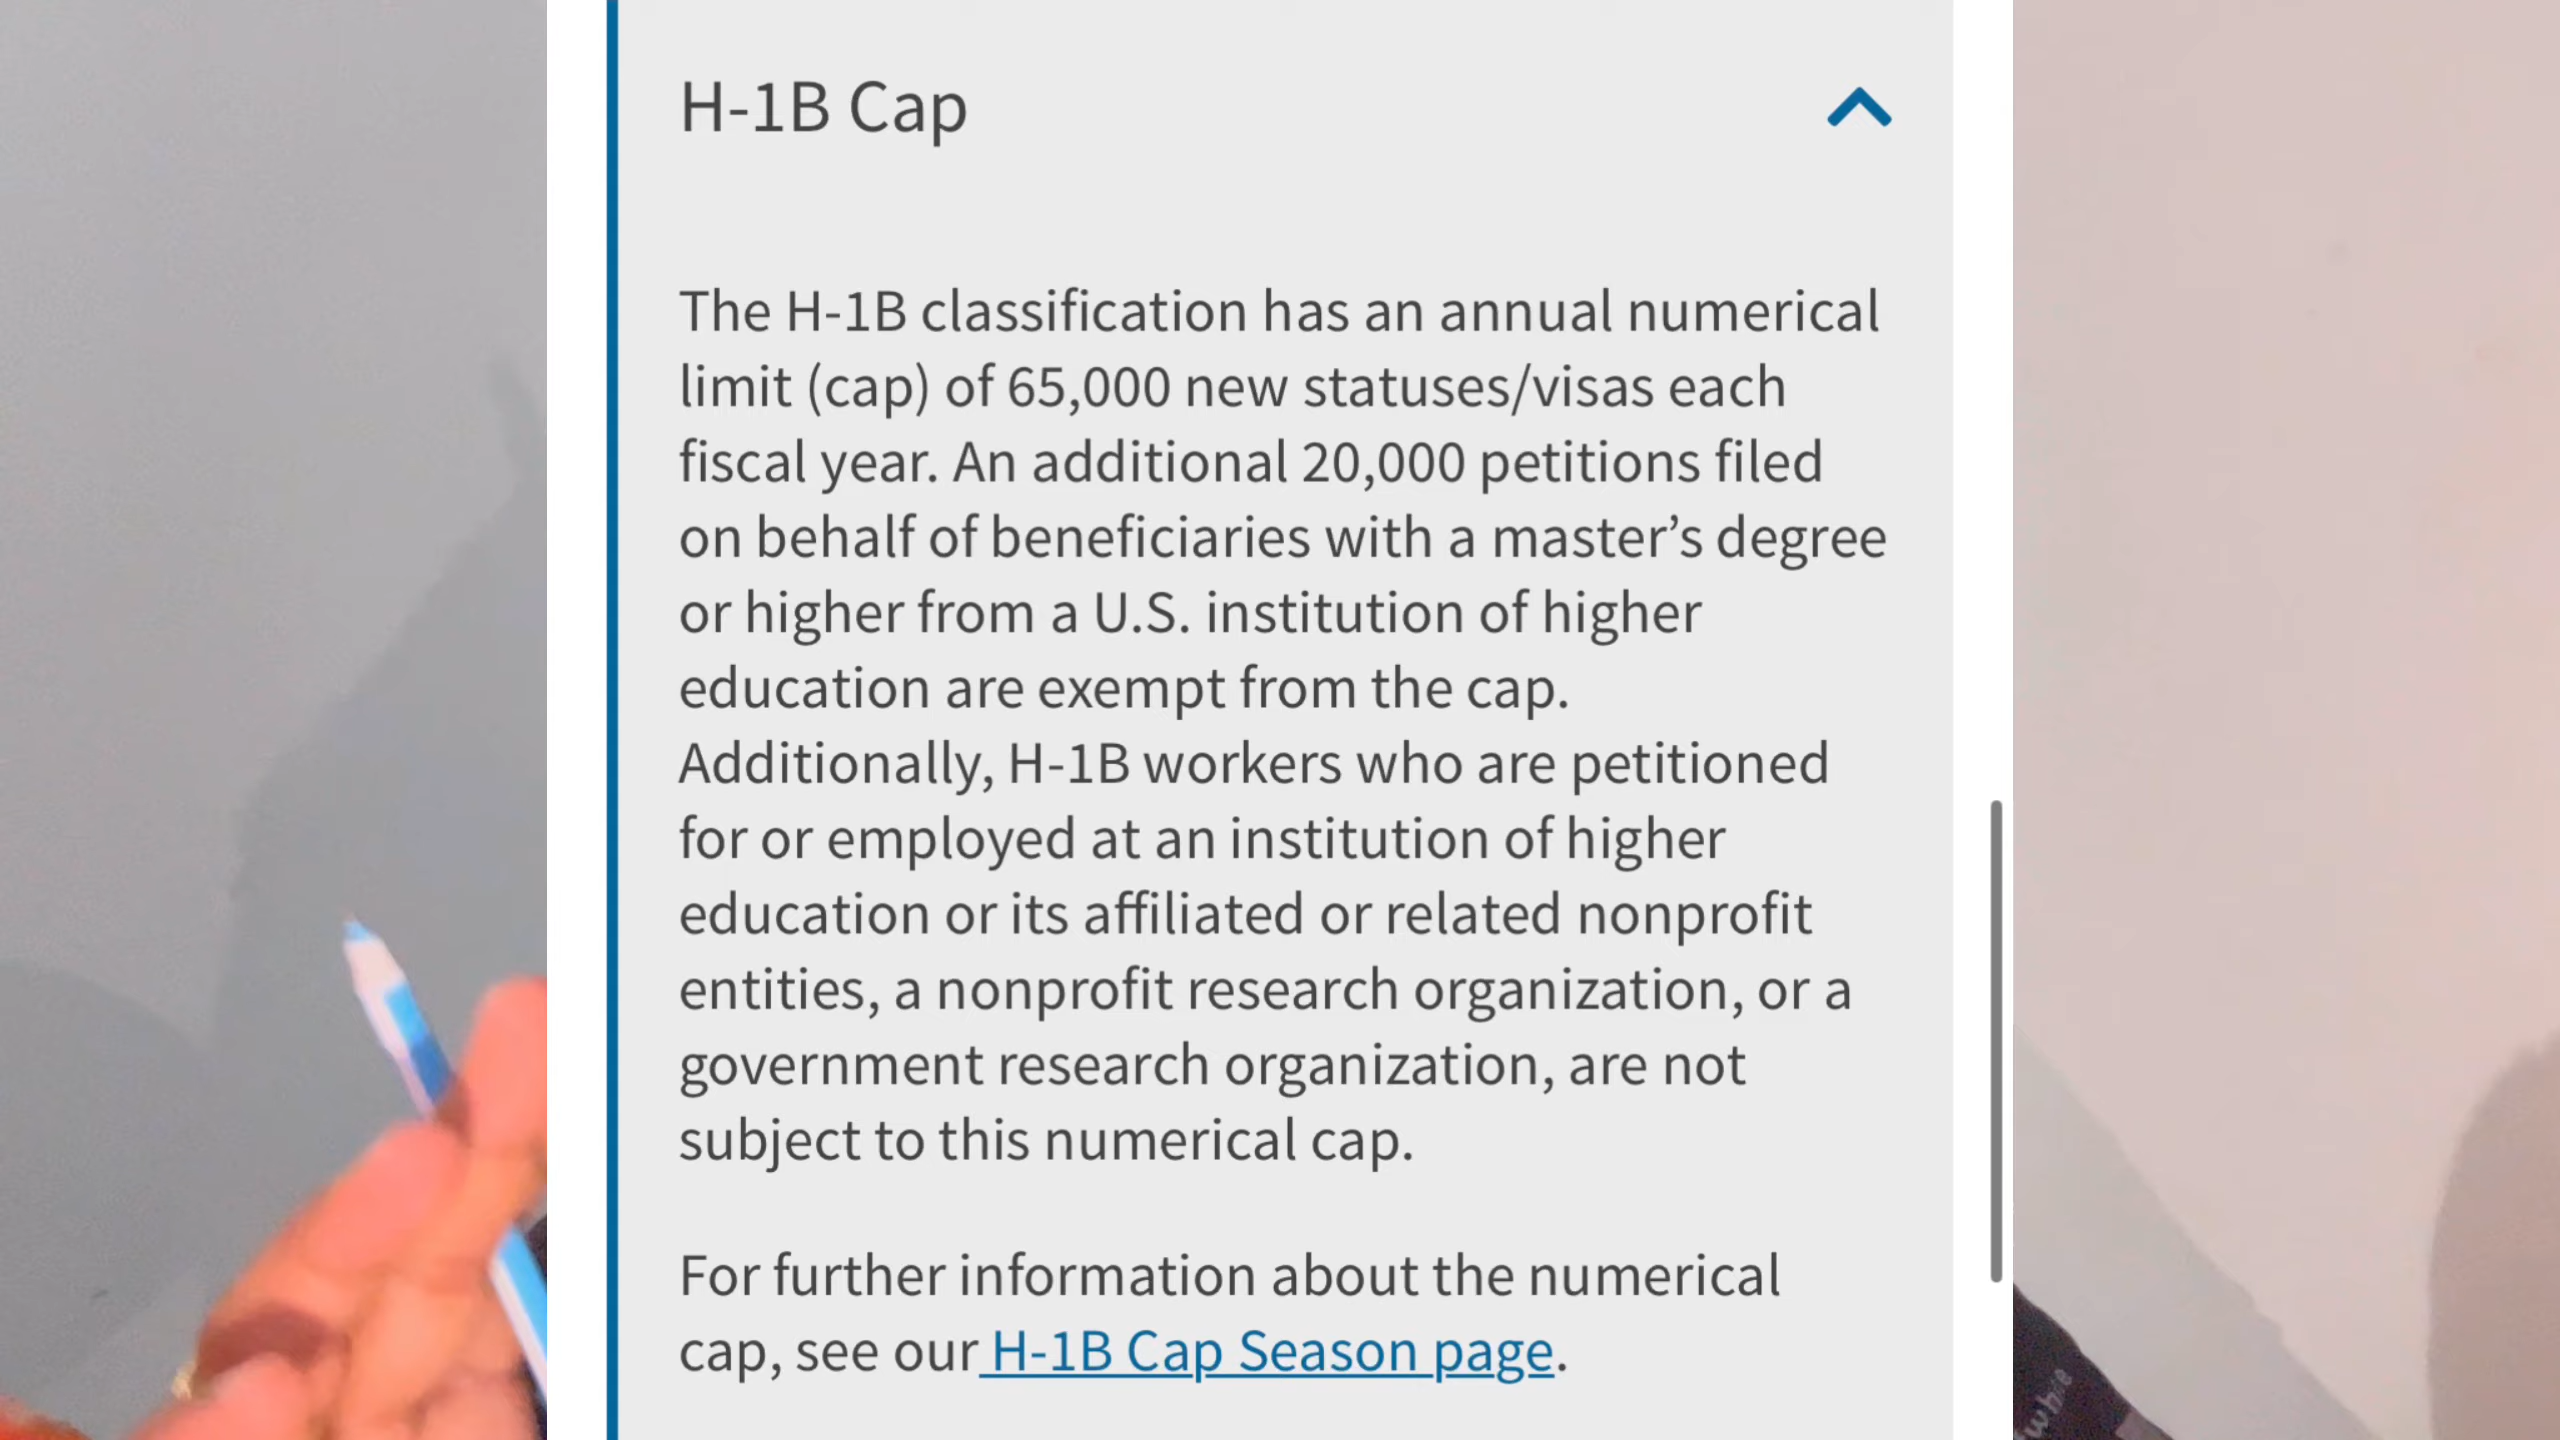 H-1B Cap
The H-1B classification has an annual numerical
limit (cap) of 65,000 new statuses/visas each
fiscal year. An additional 20,000 petitions filed
on behalf of beneficiaries with a master’s degree
or higher from a U.S. institution of higher
education are exempt from the cap.
Additionally, H-1B workers who are petitioned
for or employed at an institution of higher
education or its affiliated or related nonprofit
entities, a nonprofit research organization, or a
government research organization, are not
subject to this numerical cap.
For further information about the numerical
cap, see our H-1B Cap Season page.